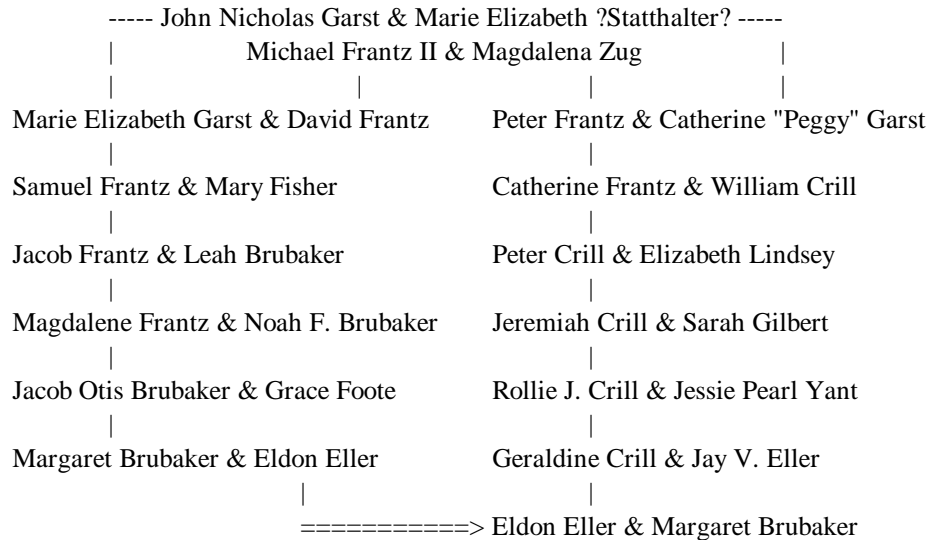 ----- John Nicholas Garst & Marie Elizabeth ?Statthalter? -----
| Michael Frantz II & Magdalena Zug |
| | | |
Marie Elizabeth Garst & David Frantz Peter Frantz & Catherine "Peggy" Garst
| |
Samuel Frantz & Mary Fisher Catherine Frantz & William Crill
| |
Jacob Frantz & Leah Brubaker Peter Crill & Elizabeth Lindsey
| |
Magdalene Frantz & Noah F. Brubaker Jeremiah Crill & Sarah Gilbert
| |
Jacob Otis Brubaker & Grace Foote Rollie J. Crill & Jessie Pearl Yant
| |
Margaret Brubaker & Eldon Eller Geraldine Crill & Jay V. Eller
| |
===========> Eldon Eller & Margaret Brubaker